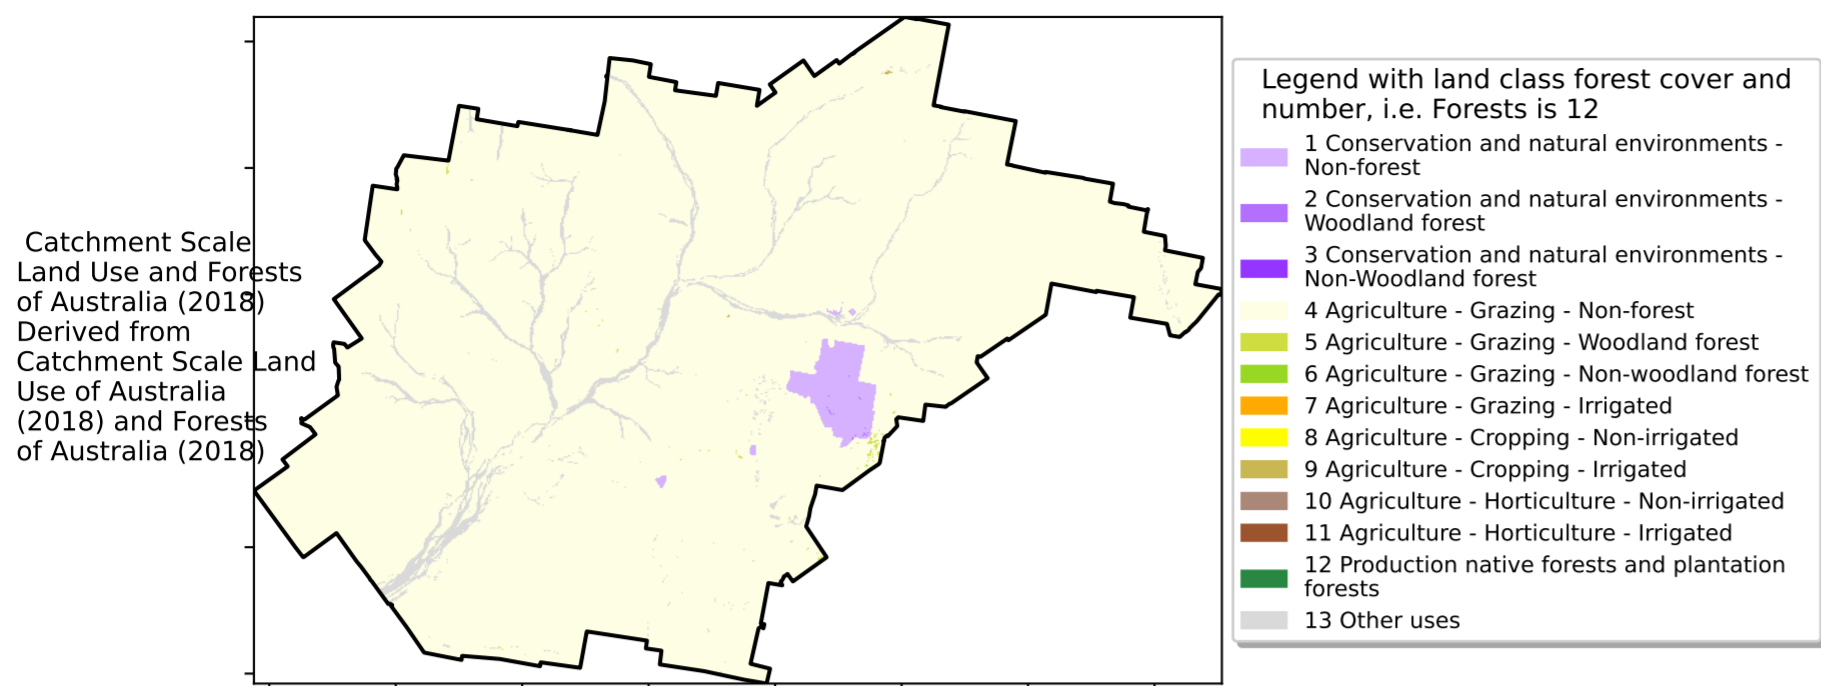 Catchment Scale
Land Use and Forests
of Australia (2018)
Derived from
Catchment Scale Land
Use of Australia
(2018) and Forests
of Australia (2018)
Legend with land class forest cover and
number, i.e. Forests is 12
1 Conservation and natural environments -
Non-forest
2 Conservation and natural environments -
Woodland forest
3 Conservation and natural environments -
Non-Woodland forest
4 Agriculture - Grazing - Non-forest
5 Agriculture - Grazing - Woodland forest
6 Agriculture - Grazing - Non-woodland forest
7 Agriculture - Grazing - Irrigated
8 Agriculture - Cropping - Non-irrigated
9 Agriculture - Cropping - Irrigated
10 Agriculture - Horticulture - Non-irrigated
11 Agriculture - Horticulture - Irrigated
12 Production native forests and plantation
forests
13 Other uses